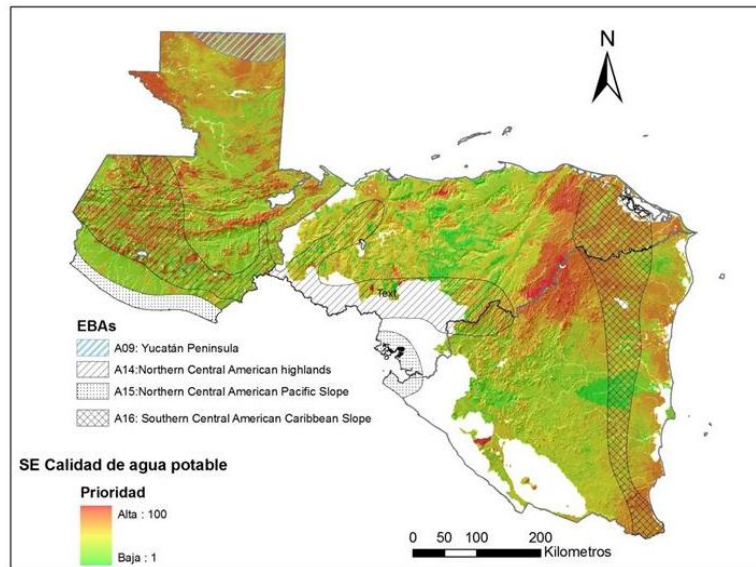 N
Text
EBAs
A09: Yucatán Peninsula
A14:Northern Central American highlands
A15:Northern Central American Pacific Slope
A16: Southern Central American Caribbean Slope
SE Calidad de agua potable
Prioridad
Alta : 100
Baja : 1
0 50 100 200
Kilometros